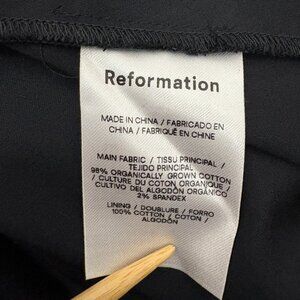 Reformation
MADE IN CHINA / FABRICADO EN
CHINA / FABRIQUÉ EN CHINE
MAIN FABRIC / TISSU PRINCIPAL /
TEJIDO PRINCIPAL
98% ORGANICALLY GROWN COTTON
/ CULTURE DU COTON ORGANIQUE /
CULTIVO DEL ALGODÓN ORGÁNICO
2% SPANDEX
LINING / DOUBLURE / FORRO
100% COTTON / COTON /
ALGODÓN